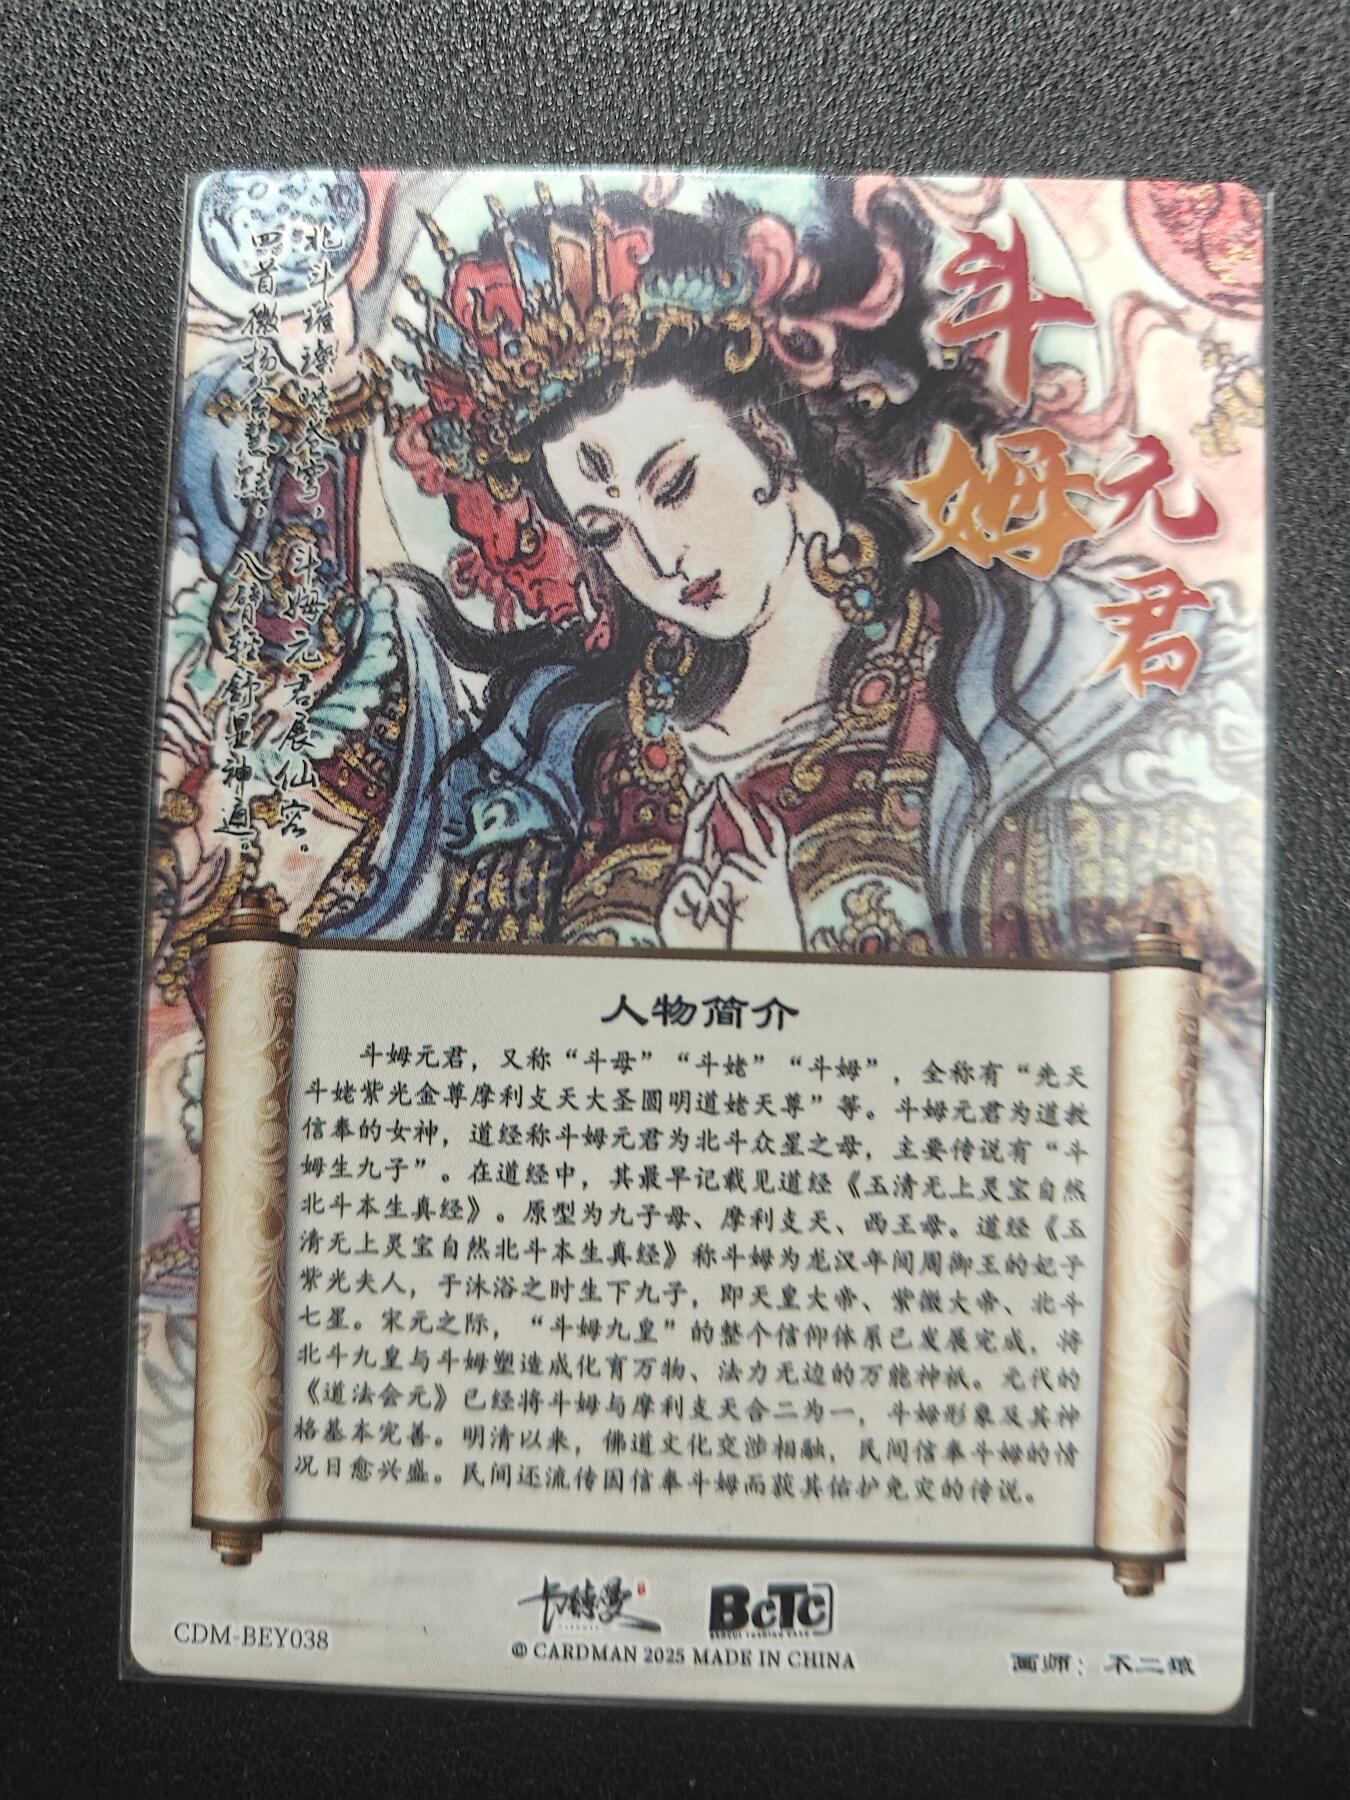 斗姆元君
北斗璀璨映苍穹，斗姆元君展仙容。
四首微扬含慧，八臂轻舒显神通。
人物简介
斗姆元君，又称“斗母”“斗姥”“斗姆”，全称有“先天
斗姥紫光金尊摩利支天大圣圆明道姥天尊”等。斗姆元君为道教
信奉的女神，道经称斗姆元君为北斗众星之母，主要传说有“斗
姆生九子”。在道经中，其最早记载见道经《玉清无上灵宝自然
北斗本生真经》。原型为九子母、摩利支天、西王母。道经《玉
清无上灵宝自然北斗本生真经》称斗姆为龙汉年间周御王的妃子
紫光夫人，于沐浴之时生下九子，即天皇大帝、紫微大帝、北斗
七星。宋元之际，“斗姆九皇”的整个信仰体系已发展完成，将
北斗九皇与斗姆塑造成化育万物、法力无边的万能神祇。元代的
《道法会元》已经将斗姆与摩利支天合二为一，斗姆形象及其神
格基本完善。明清以来，佛道文化交涉相融，民间信奉斗姆的情
况日愈兴盛。民间还流传因信奉斗姆而获其佑护免灾的传说。
卡德曼
BCTC
CDM-BEY038
© CARDMAN 2025 MADE IN CHINA
画师：不二